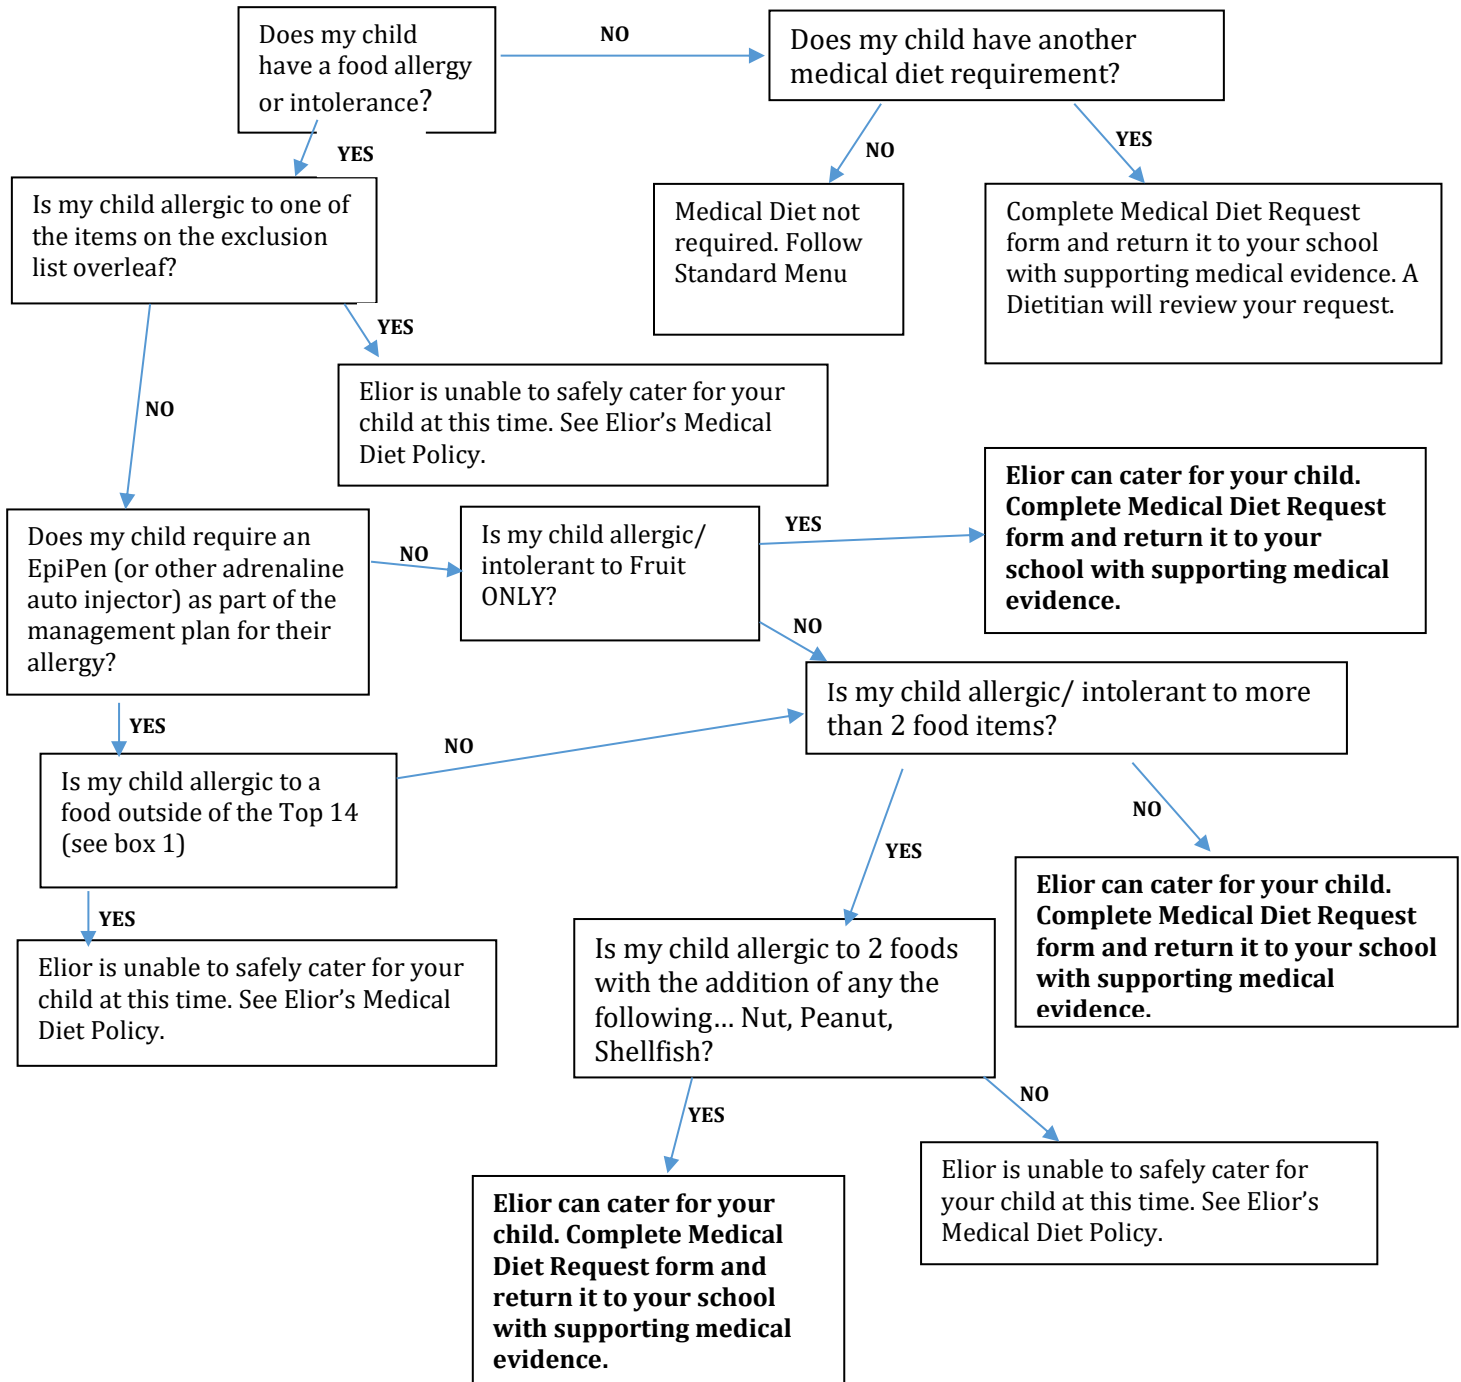 Does my child
have a food allergy
or intolerance?
NO
Does my child have another
medical diet requirement?
YES
NO
YES
Is my child allergic to one of
the items on the exclusion
list overleaf?
Medical Diet not
required. Follow
Standard Menu
Complete Medical Diet Request
form and return it to your school
with supporting medical evidence. A
Dietitian will review your request.
YES
NO
Elior is unable to safely cater for your
child at this time. See Elior’s Medical
Diet Policy.
Does my child require an
EpiPen (or other adrenaline
auto injector) as part of the
management plan for their
allergy?
NO
Is my child allergic/
intolerant to Fruit
ONLY?
YES
Elior can cater for your child.
Complete Medical Diet Request
form and return it to your
school with supporting medical
evidence.
NO
Is my child allergic/ intolerant to more
than 2 food items?
YES
NO
Is my child allergic to a
food outside of the Top 14
(see box 1)
YES
NO
Elior can cater for your child.
Complete Medical Diet Request
form and return it to your school
with supporting medical
evidence.
YES
Elior is unable to safely cater for your
child at this time. See Elior’s Medical
Diet Policy.
Is my child allergic to 2 foods
with the addition of any the
following… Nut, Peanut,
Shellfish?
YES
NO
Elior can cater for your
child. Complete Medical
Diet Request form and
return it to your school
with supporting medical
evidence.
Elior is unable to safely cater for
your child at this time. See Elior’s
Medical Diet Policy.